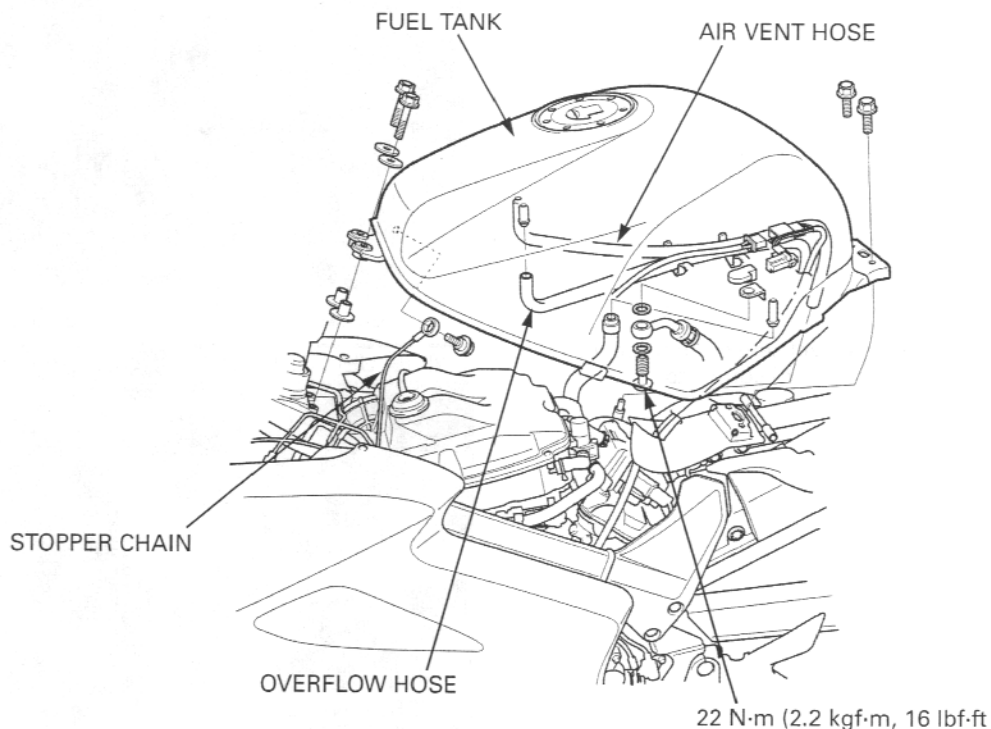 FUEL TANK
AIR VENT HOSE
STOPPER CHAIN
OVERFLOW HOSE
22 N·m (2.2 kgf·m, 16 lbf·ft